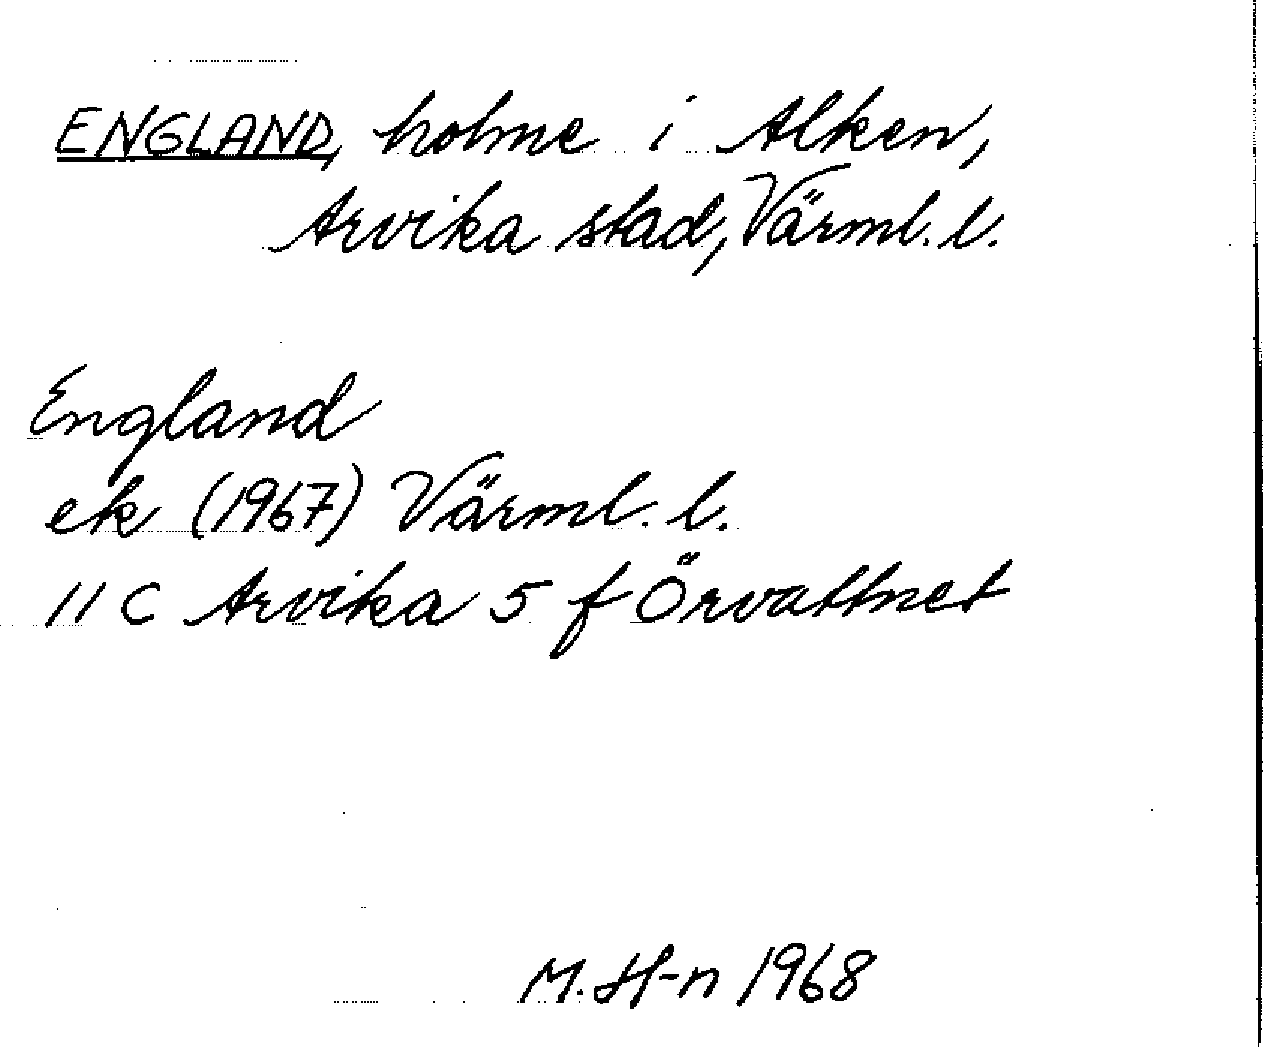 ENGLAND, holme i Alken,
Arvika stad, Värml. l.
England
ek (1967) Värml. l.
11 C Arvika 5 f Örvattnet
M. H-n 1968